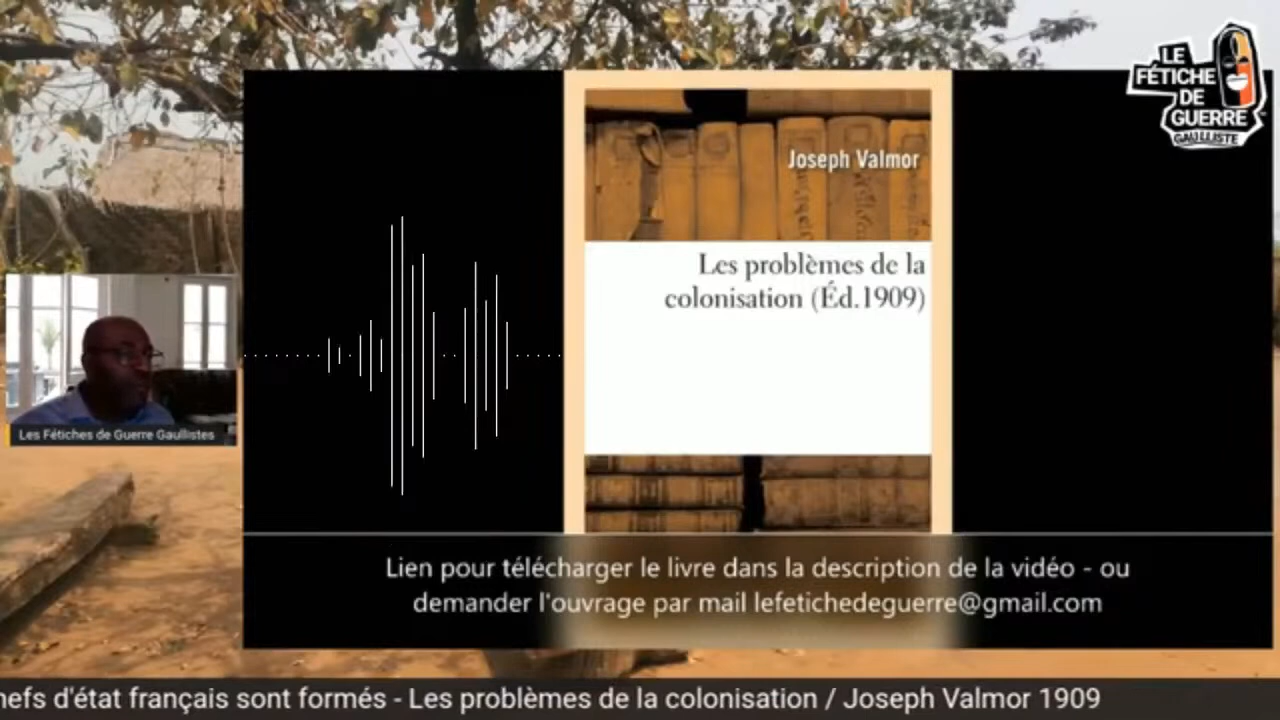 LE
FÉTICHE
DE
GUERRE
GAULLISTE
Joseph Valmor
Les problèmes de la
colonisation (Éd.1909)
Les Fétiches de Guerre Gaullistes
Lien pour télécharger le livre dans la description de la vidéo - ou
demander l'ouvrage par mail lefetichedeguerre@gmail.com
hefs d'état français sont formés - Les problèmes de la colonisation / Joseph Valmor 1909